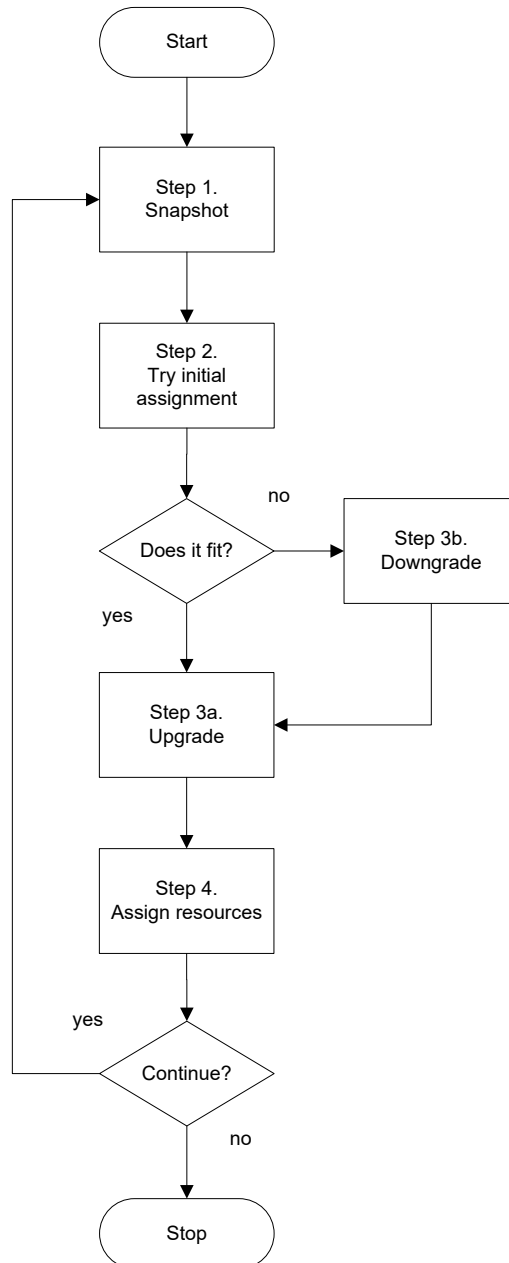 Start
Step 1.
Snapshot
Step 2.
Try initial
assignment
no
Does it fit?
Step 3b.
Downgrade
yes
Step 3a.
Upgrade
Step 4.
Assign resources
yes
Continue?
no
Stop